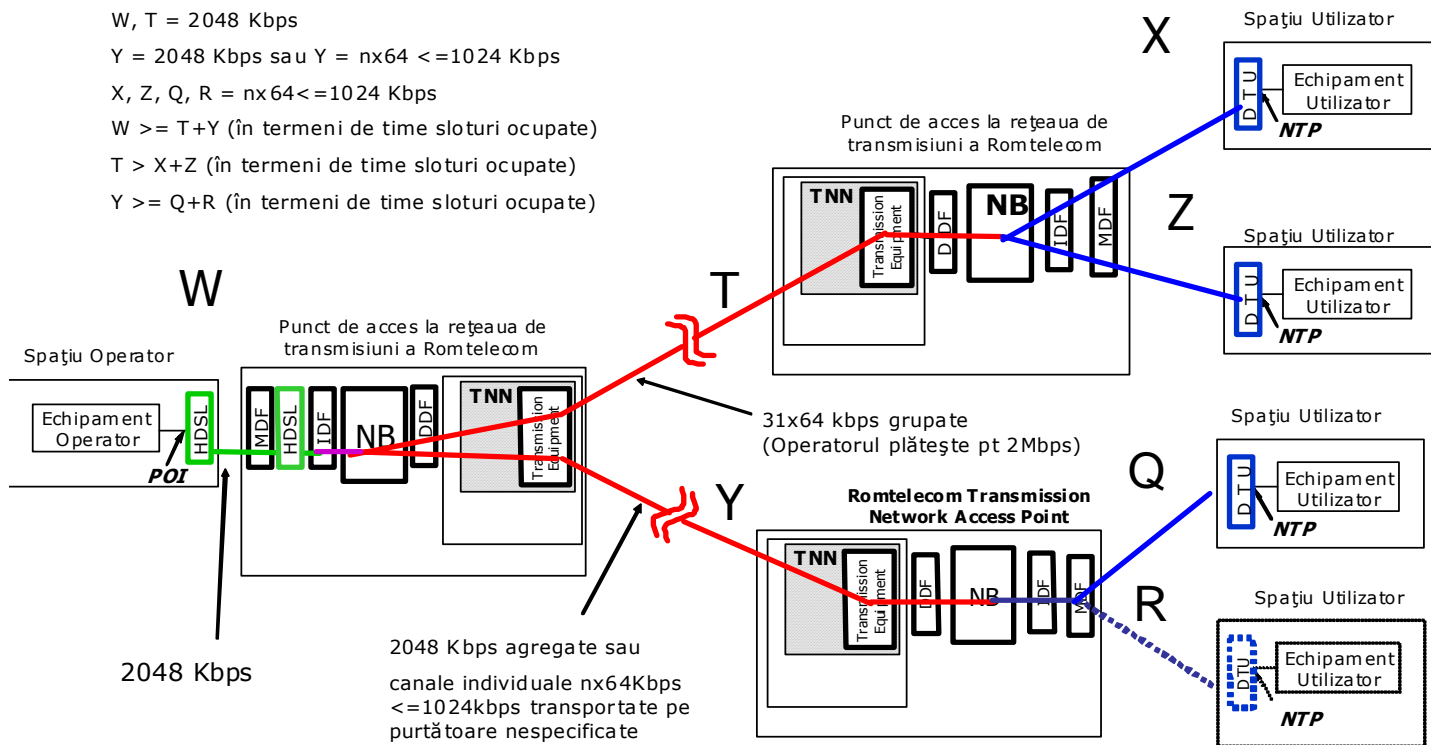 W, T = 2048 Kbps
Y = 2048 Kbps sau Y = nx64 <=1024 Kbps
X, Z, Q, R = nx64<=1024 Kbps
W >= T+Y (în termeni de time sloturi ocupate)
T > X+Z (în termeni de time sloturi ocupate)
Y >= Q+R (în termeni de time sloturi ocupate)
X
Spaţiu Utilizator
DTU
Echipament
Utilizator
NTP
Punct de acces la reţeaua de
transmisiuni a Romtelecom
TNN
Transmission
Equipment
DDF
NB
IDF
MDF
Z
Spaţiu Utilizator
DTU
Echipament
Utilizator
NTP
W
T
Spaţiu Operator
Echipament
Operator
POI
HDSL
Punct de acces la reţeaua de
transmisiuni a Romtelecom
MDF
HDSL
IDF
NB
DDF
TNN
Transmission
Equipment
31x64 kbps grupate
(Operatorul plăteşte pt 2Mbps)
2048 Kbps
2048 Kbps agregate sau
canale individuale nx64Kbps
<=1024kbps transportate pe
purtătoare nespecificate
Y
Romtelecom Transmission
Network Access Point
TNN
Transmission
Equipment
DDF
NB
IDF
MDF
Q
Spaţiu Utilizator
DTU
Echipament
Utilizator
NTP
R
Spaţiu Utilizator
DTU
Echipament
Utilizator
NTP